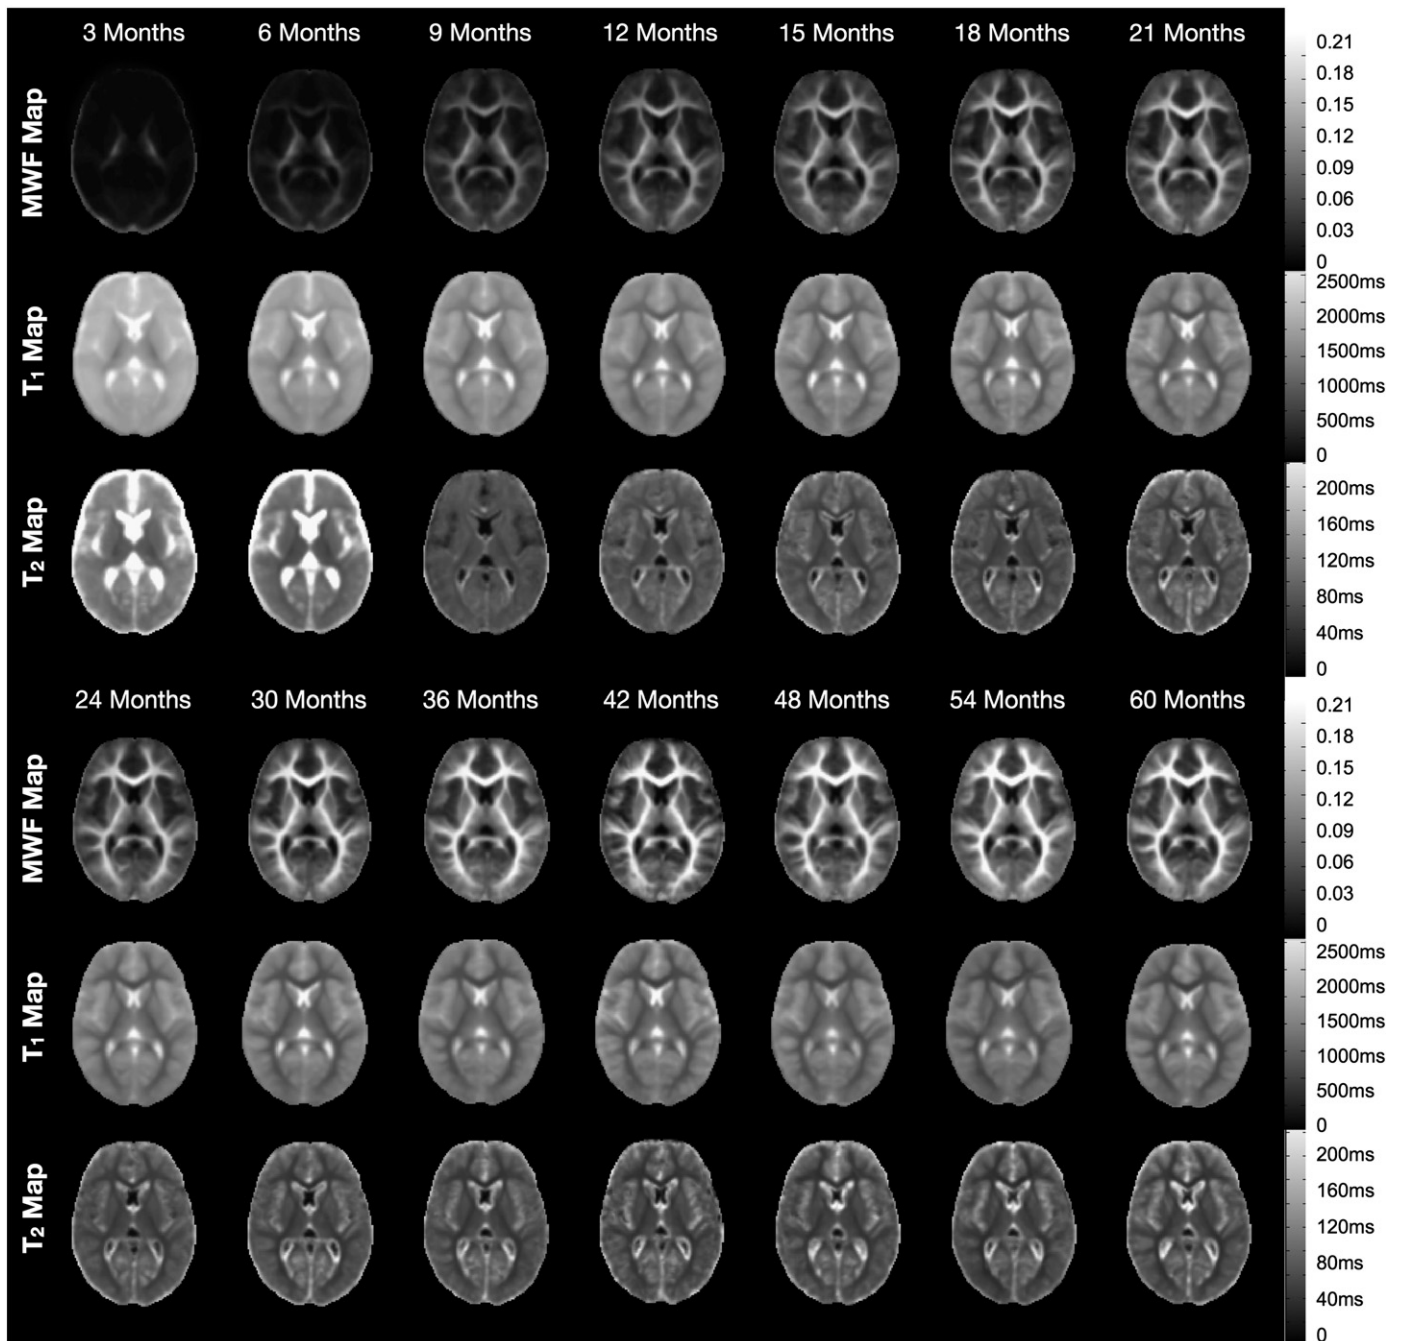 3 Months 6 Months 9 Months 12 Months 15 Months 18 Months 21 Months
MWF Map
0.21
0.18
0.15
0.12
0.09
0.06
0.03
0
T1 Map
2500ms
2000ms
1500ms
1000ms
500ms
0
T2 Map
200ms
160ms
120ms
80ms
40ms
0
24 Months 30 Months 36 Months 42 Months 48 Months 54 Months 60 Months
MWF Map
0.21
0.18
0.15
0.12
0.09
0.06
0.03
0
T1 Map
2500ms
2000ms
1500ms
1000ms
500ms
0
T2 Map
200ms
160ms
120ms
80ms
40ms
0